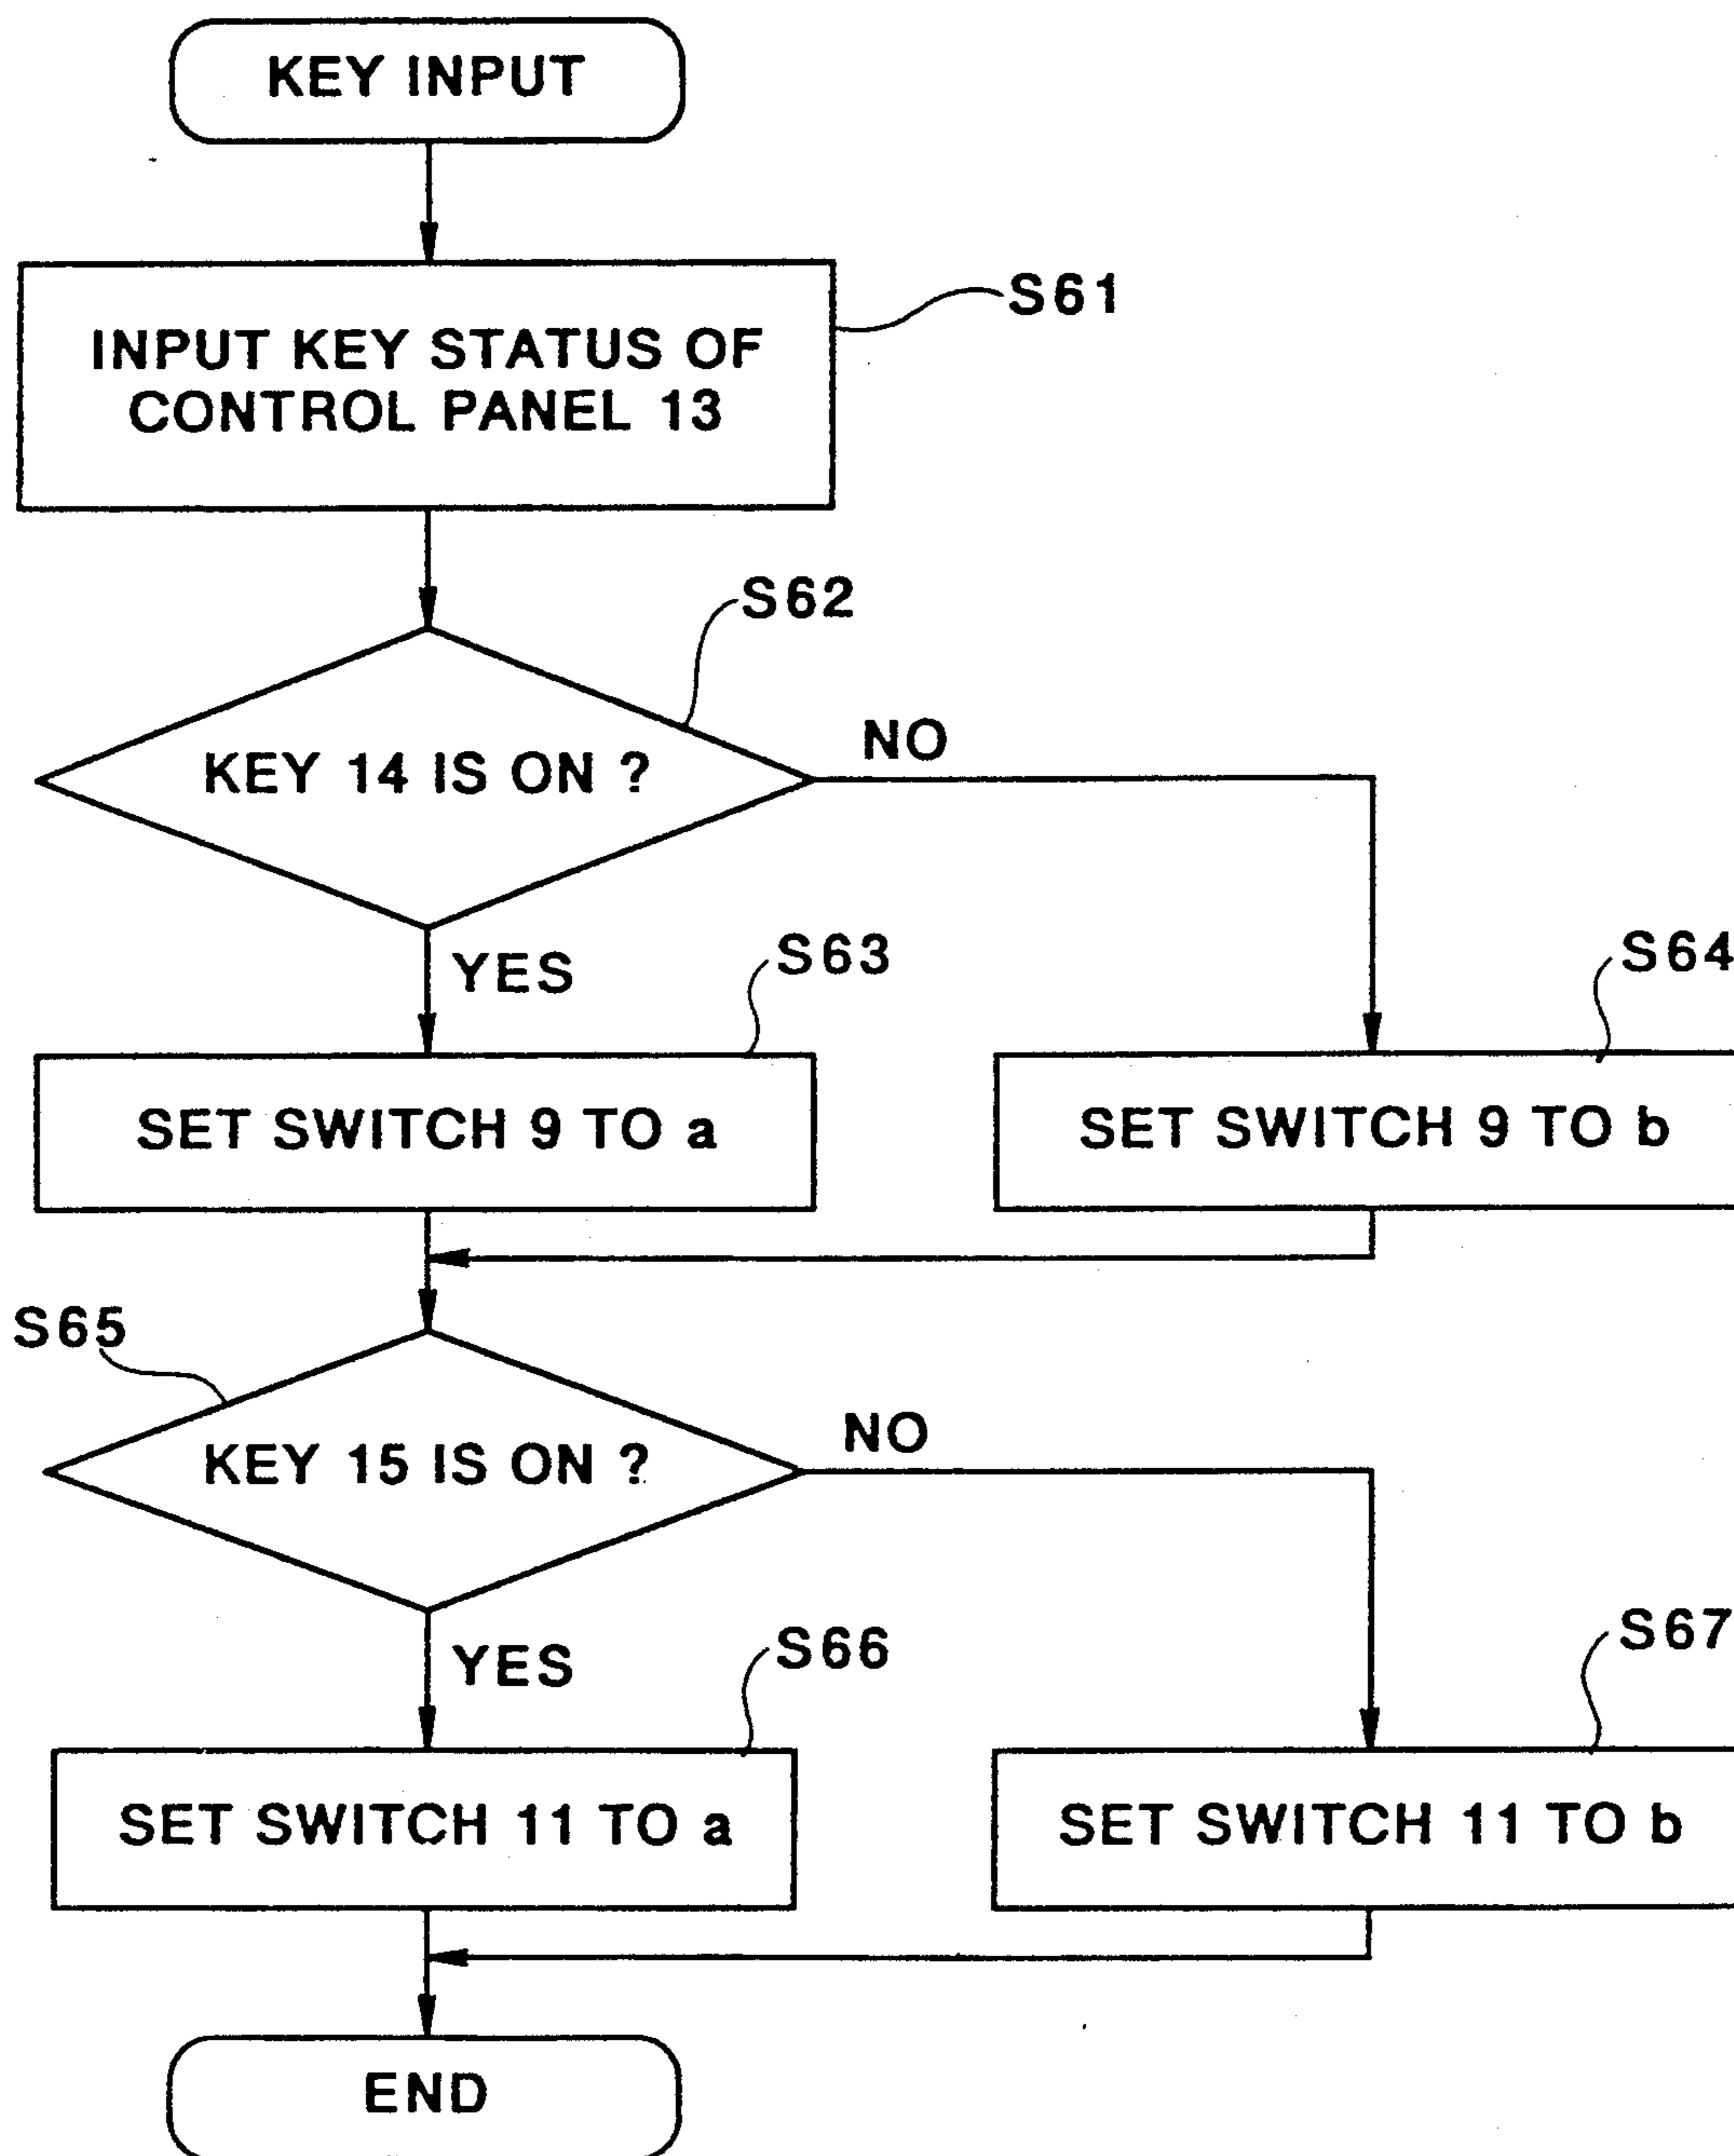 KEY INPUT
S61
INPUT KEY STATUS OF
CONTROL PANEL 13
S62
KEY 14 IS ON ?
NO
YES
S63
S64
SET SWITCH 9 TO a
SET SWITCH 9 TO b
S65
KEY 15 IS ON ?
NO
YES
S66
S67
SET SWITCH 11 TO a
SET SWITCH 11 TO b
END